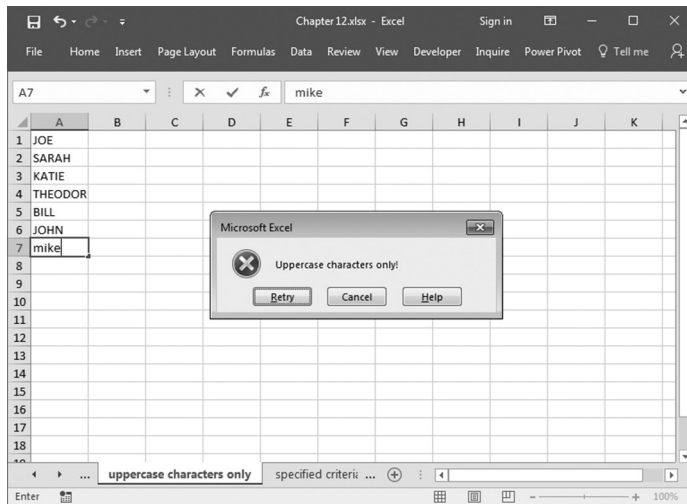 Chapter 12.xlsx - Excel
Sign in
File Home Insert Page Layout Formulas Data Review View Developer Inquire Power Pivot Tell me
A7
fx mike
A B C D E F G H I J K
1 JOE
2 SARAH
3 KATIE
4 THEODOR
5 BILL
6 JOHN
7 mike
Microsoft Excel
Uppercase characters only!
Retry Cancel Help
8
9
10
11
12
13
14
15
16
17
18
19
... uppercase characters only specified criteria ...
Enter 100%